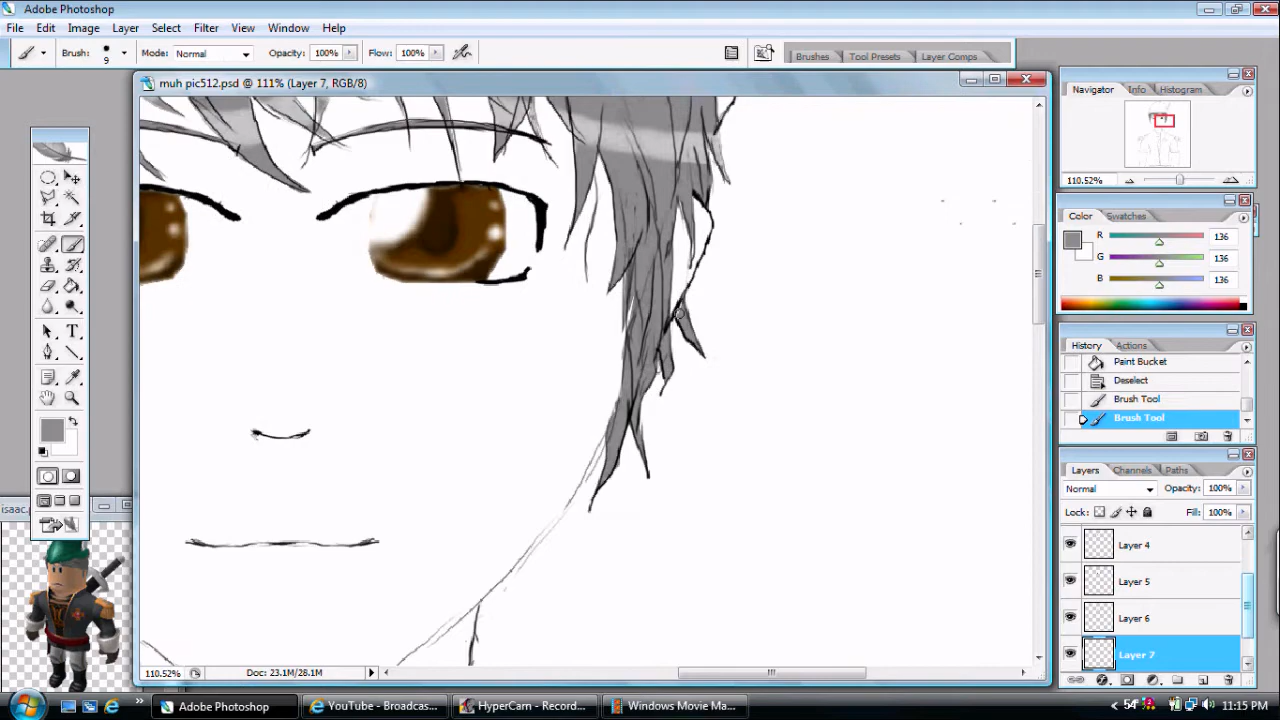 Adobe Photoshop
File Edit Image Layer Select Filter View Window Help
Brush: 9 Mode: Normal Opacity: 100% Flow: 100% Brushes Tool Presets Layer Comps
muh pic512.psd @ 111% (Layer 7, RGB/8)
Navigator Info Histogram
110.52%
Color Swatches
R 136
G 136
B 136
History Actions
Paint Bucket
Deselect
Brush Tool
Brush Tool
Layers Channels Paths
Normal Opacity: 100%
Lock: Fill: 100%
Layer 4
Layer 5
Layer 6
Layer 7
isaac.
110.52% Doc: 23.1M/28.1M
Adobe Photoshop YouTube - Broadcas... HyperCam - Recor... Windows Movie Ma... 54 11:15 PM